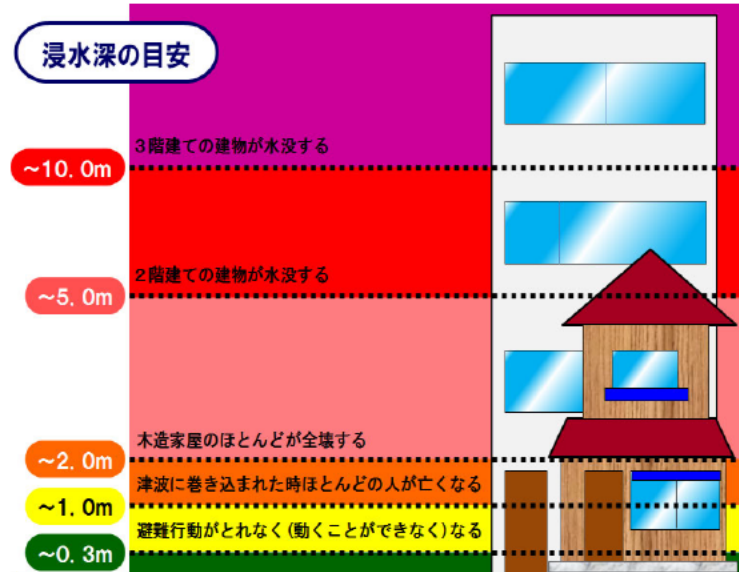 浸水深の目安
3階建ての建物が水没する
~10.0m
2階建ての建物が水没する
~5.0m
木造家屋のほとんどが全壊する
~2.0m
津波に巻き込まれた時ほとんどの人が亡くなる
~1.0m
避難行動がとれなく(動くことができなく)なる
~0.3m